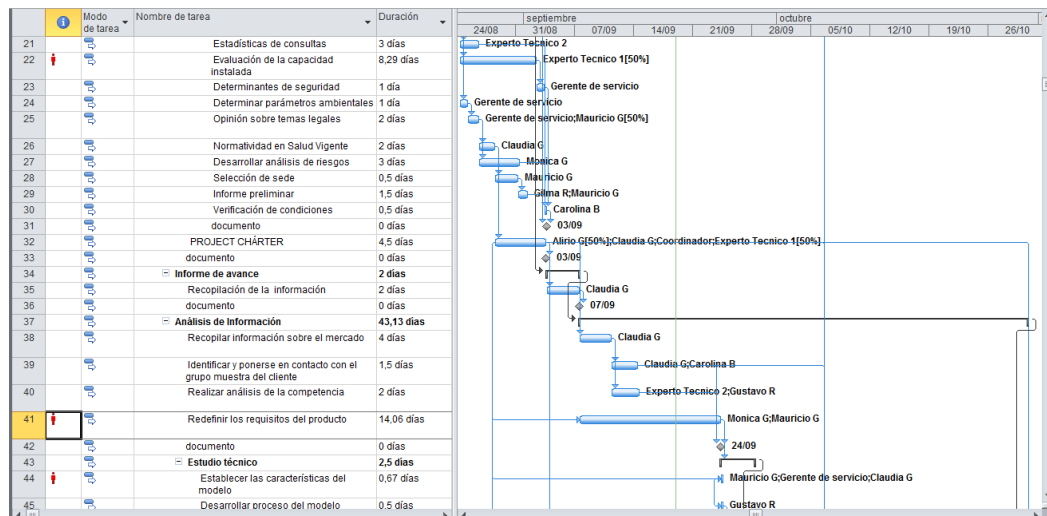 Modo de tarea Nombre de tarea Duración septiembre octubre
24/08 31/08 07/09 14/09 21/09 28/09 05/10 12/10 19/10 26/10
21 Estadísticas de consultas 3 días Experto Tecnico 2
22 Evaluación de la capacidad instalada 8,29 días Experto Tecnico 1[50%]
23 Determinantes de seguridad 1 día Gerente de servicio
24 Determinar parámetros ambientales 1 día Gerente de servicio
25 Opinión sobre temas legales 2 días Gerente de servicio;Mauricio G[50%]
26 Normatividad en Salud Vigente 2 días Claudia G
27 Desarrollar análisis de riesgos 3 días Monica G
28 Selección de sede 0,5 días Mauricio G
29 Informe preliminar 1,5 días Gilma R;Mauricio G
30 Verificación de condiciones 0,5 días Carolina B
31 documento 0 días 03/09
32 PROJECT CHÁRTER 4,5 días Alirio G[50%];Claudia G;Coordinador;Experto Tecnico 1[50%]
33 documento 0 días 03/09
34 Informe de avance 2 días
35 Recopilación de la información 2 días Claudia G
36 documento 0 días 07/09
37 Análisis de Información 43,13 días
38 Recopilar información sobre el mercado 4 días Claudia G
39 Identificar y ponerse en contacto con el grupo muestra del cliente 1,5 días Claudia G;Carolina B
40 Realizar análisis de la competencia 2 días Experto Tecnico 2;Gustavo R
41 Redefinir los requisitos del producto 14,06 días Monica G;Mauricio G
42 documento 0 días 24/09
43 Estudio técnico 2,5 días
44 Establecer las características del modelo 0,67 días Mauricio G;Gerente de servicio;Claudia G
45 Desarrollar proceso del modelo 0,5 días Gustavo R